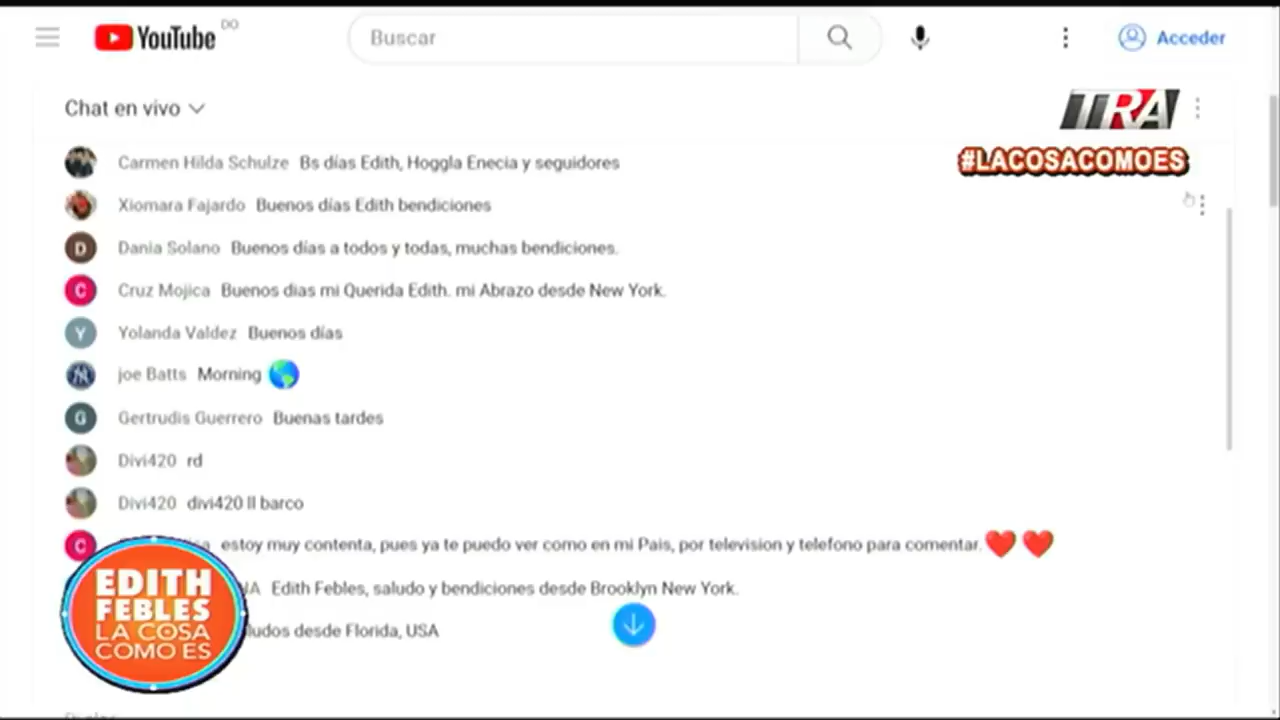 YouTube DO
Buscar
Acceder
Chat en vivo
TRA
#LACOSACOMOES
Carmen Hilda Schulze Bs días Edith, Hoggla Enecia y seguidores
Xiomara Fajardo Buenos días Edith bendiciones
D Dania Solano Buenos días a todos y todas, muchas bendiciones.
C Cruz Mojica Buenos dias mi Querida Edith. mi Abrazo desde New York.
Y Yolanda Valdez Buenos días
joe Batts Morning
G Gertrudis Guerrero Buenas tardes
Divi420 rd
Divi420 divi420 ll barco
C estoy muy contenta, pues ya te puedo ver como en mi Pais, por television y telefono para comentar.
Edith Febles, saludo y bendiciones desde Brooklyn New York.
ludos desde Florida, USA
EDITH
FEBLES
LA COSA
COMO ES